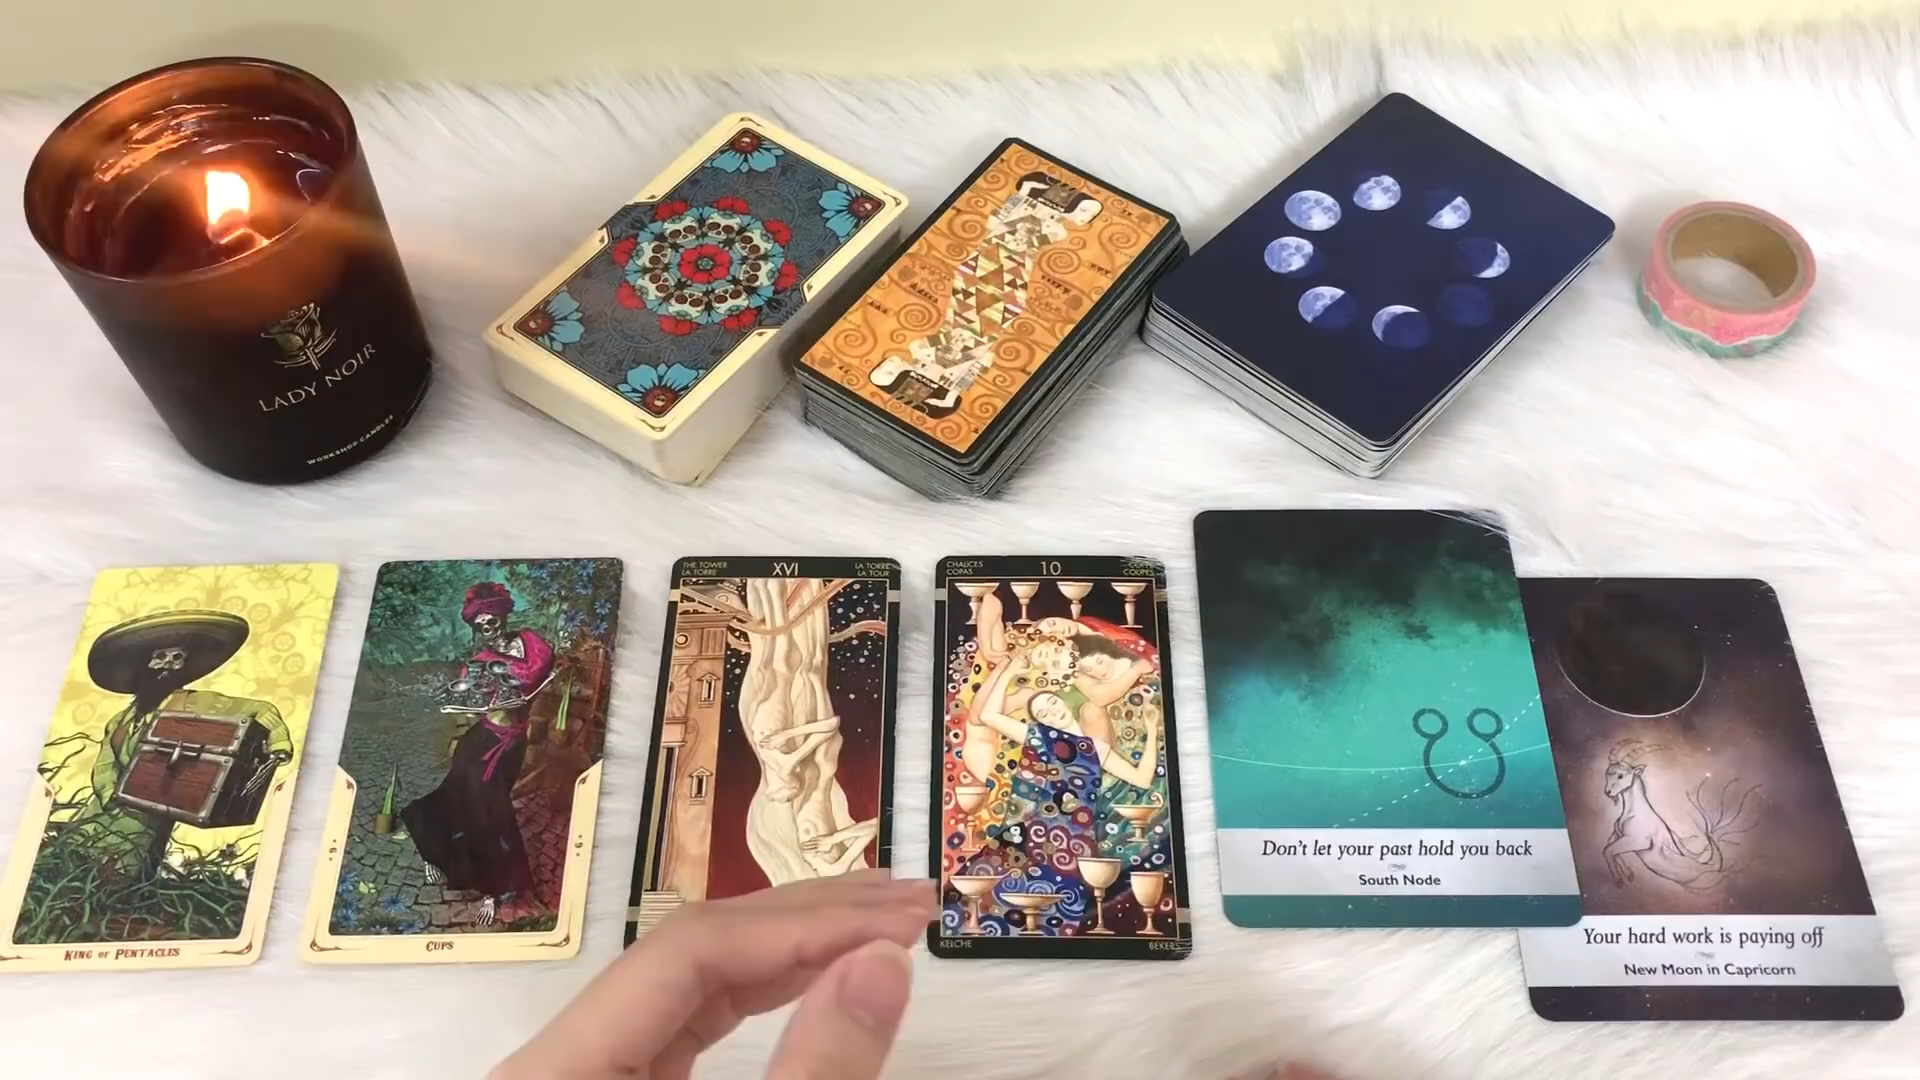 LADY NOIR
WORKSHOP CANDLES
KING OF PENTACLES
CUPS
THE TOWER
LA TORRE
XVI
LA TORRE
LA TOUR
CHALICES
COPAS
10
COUPES
KELCHE
BEKERS
Don't let your past hold you back
South Node
Your hard work is paying off
New Moon in Capricorn